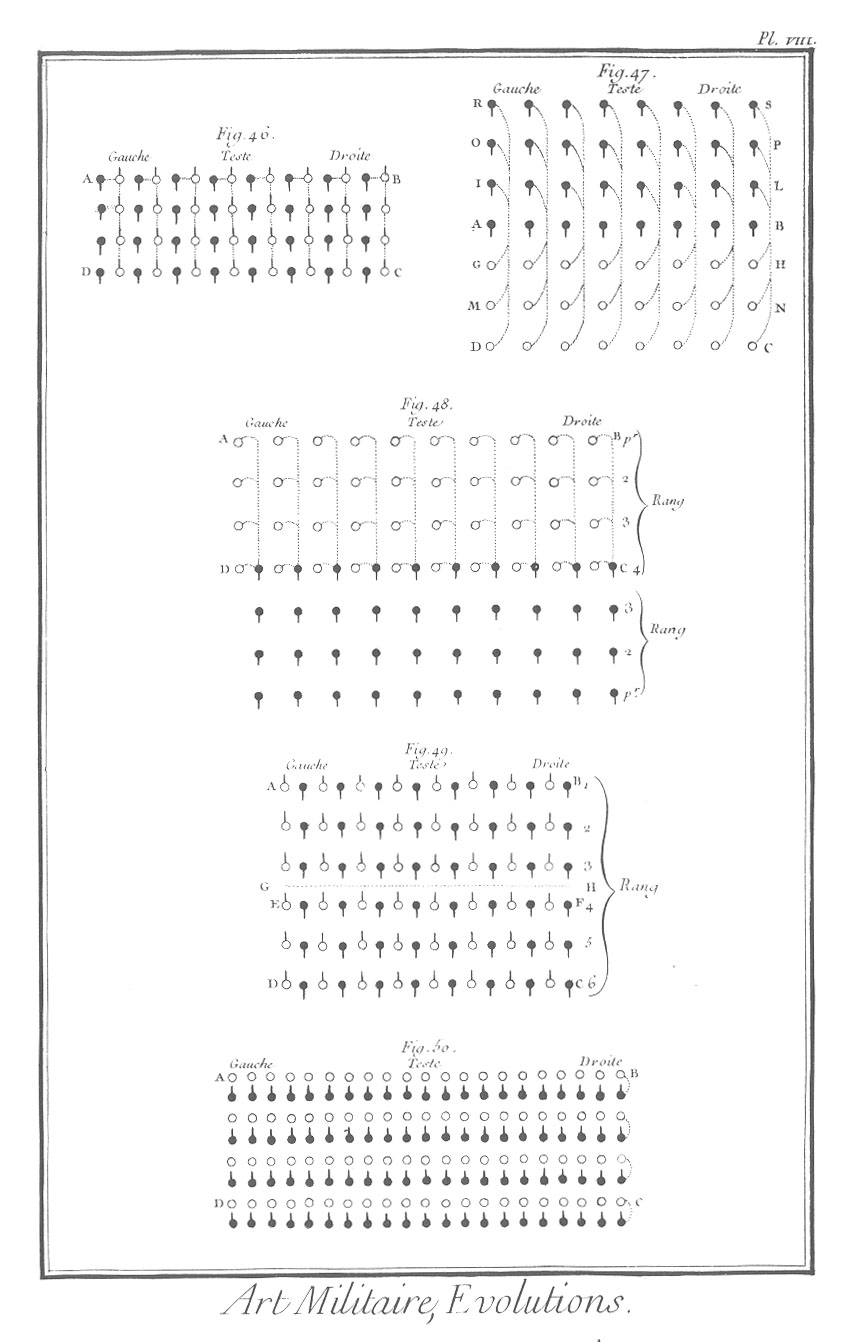 Pl. VIII.
Fig. 46.
Gauche Teste Droite
A B
D C
Fig. 47.
Gauche Teste Droite
R S
O P
I L
A B
G H
M N
D C
Fig. 48.
Gauche Teste Droite
A B pr
2
3
Rang
D C 4
3
2
Rang
pr
Fig. 49.
Gauche Teste Droite
A B 1
2
3
G H
Rang
E F 4
5
D C 6
Fig. 50.
Gauche Teste Droite
A B
D C
Art Militaire, Evolutions.